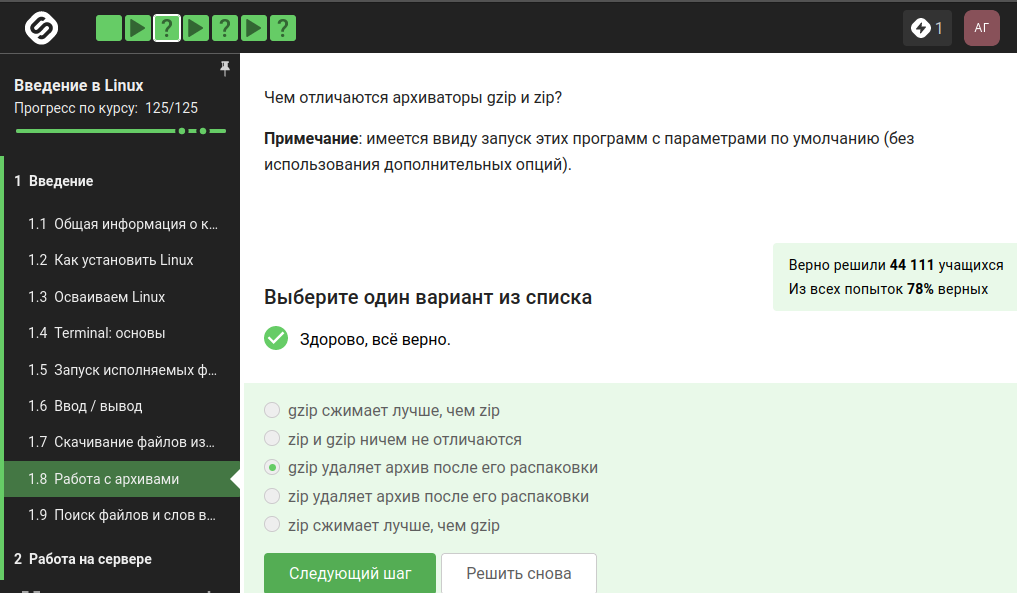 ? ? ?
1
АГ
Введение в Linux
Прогресс по курсу: 125/125
1 Введение
1.1 Общая информация о к...
1.2 Как установить Linux
1.3 Осваиваем Linux
1.4 Terminal: основы
1.5 Запуск исполняемых ф...
1.6 Ввод / вывод
1.7 Скачивание файлов из...
1.8 Работа с архивами
1.9 Поиск файлов и слов в...
2 Работа на сервере
Чем отличаются архиваторы gzip и zip?
Примечание: имеется ввиду запуск этих программ с параметрами по умолчанию (без
использования дополнительных опций).
Верно решили 44 111 учащихся
Из всех попыток 78% верных
Выберите один вариант из списка
Здорово, всё верно.
gzip сжимает лучше, чем zip
zip и gzip ничем не отличаются
gzip удаляет архив после его распаковки
zip удаляет архив после его распаковки
zip сжимает лучше, чем gzip
Следующий шаг
Решить снова